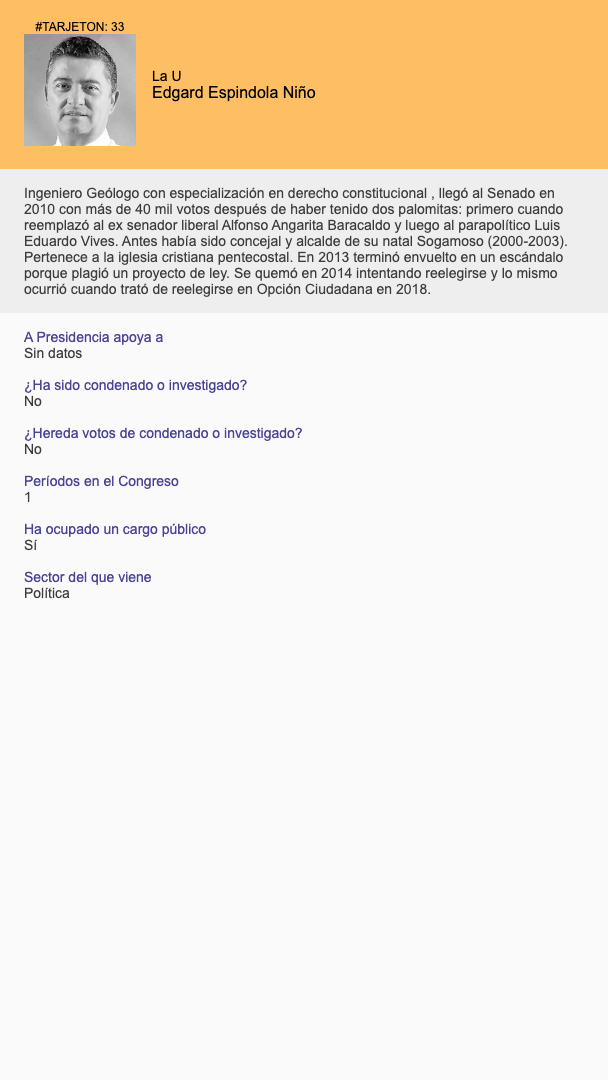 #TARJETON: 33
La U
Edgard Espindola Niño
Ingeniero Geólogo con especialización en derecho constitucional , llegó al Senado en
2010 con más de 40 mil votos después de haber tenido dos palomitas: primero cuando
reemplazó al ex senador liberal Alfonso Angarita Baracaldo y luego al parapolítico Luis
Eduardo Vives. Antes había sido concejal y alcalde de su natal Sogamoso (2000-2003).
Pertenece a la iglesia cristiana pentecostal. En 2013 terminó envuelto en un escándalo
porque plagió un proyecto de ley. Se quemó en 2014 intentando reelegirse y lo mismo
ocurrió cuando trató de reelegirse en Opción Ciudadana en 2018.
A Presidencia apoya a
Sin datos
¿Ha sido condenado o investigado?
No
¿Hereda votos de condenado o investigado?
No
Períodos en el Congreso
1
Ha ocupado un cargo público
Sí
Sector del que viene
Política